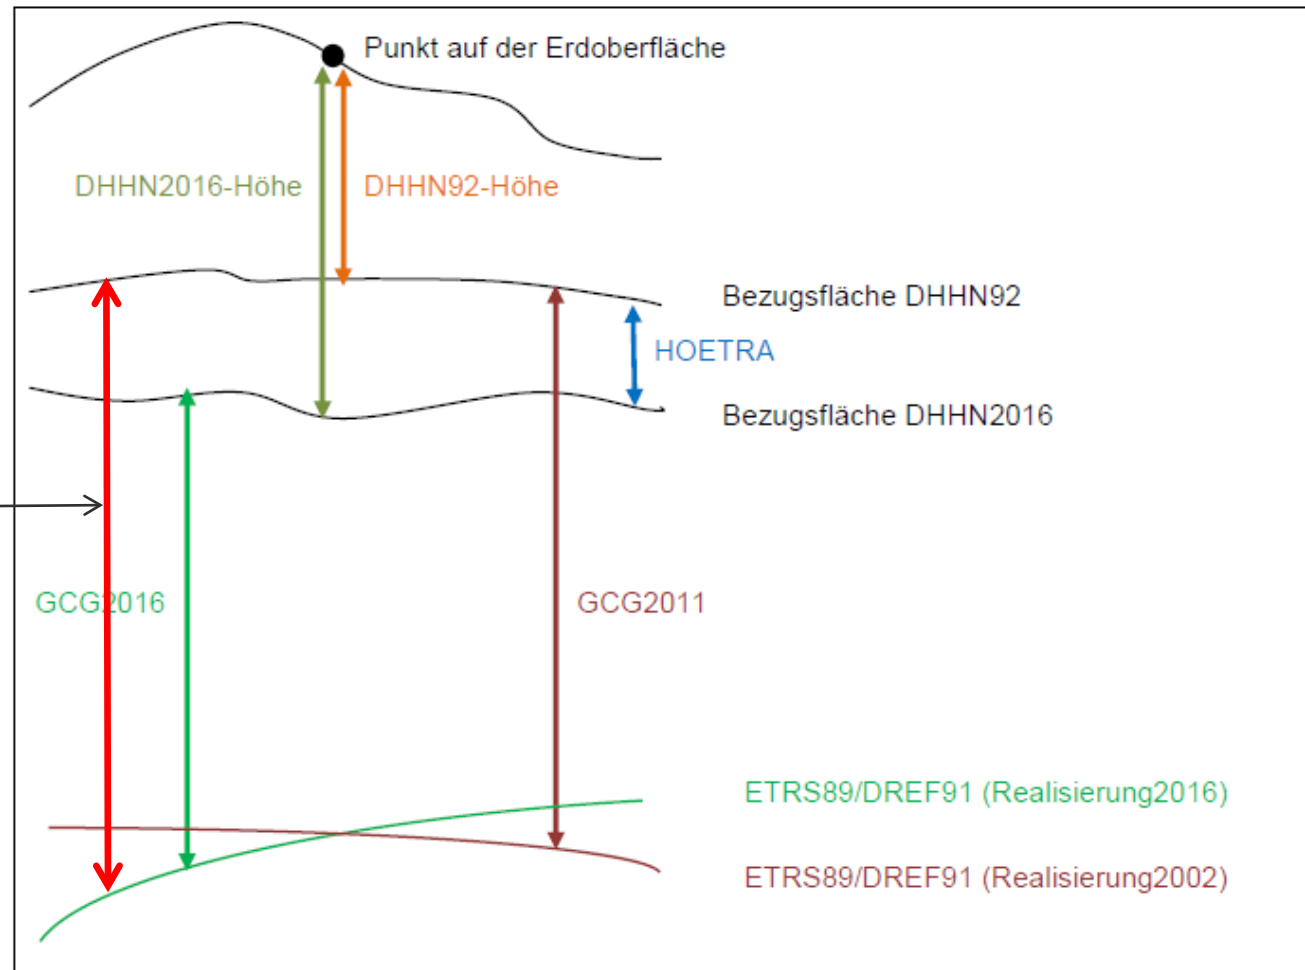 Punkt auf der Erdoberfläche
DHHN2016-Höhe
DHHN92-Höhe
Bezugsfläche DHHN92
HOETRA
Bezugsfläche DHHN2016
GCG2016
GCG2011
ETRS89/DREF91 (Realisierung2016)
ETRS89/DREF91 (Realisierung2002)